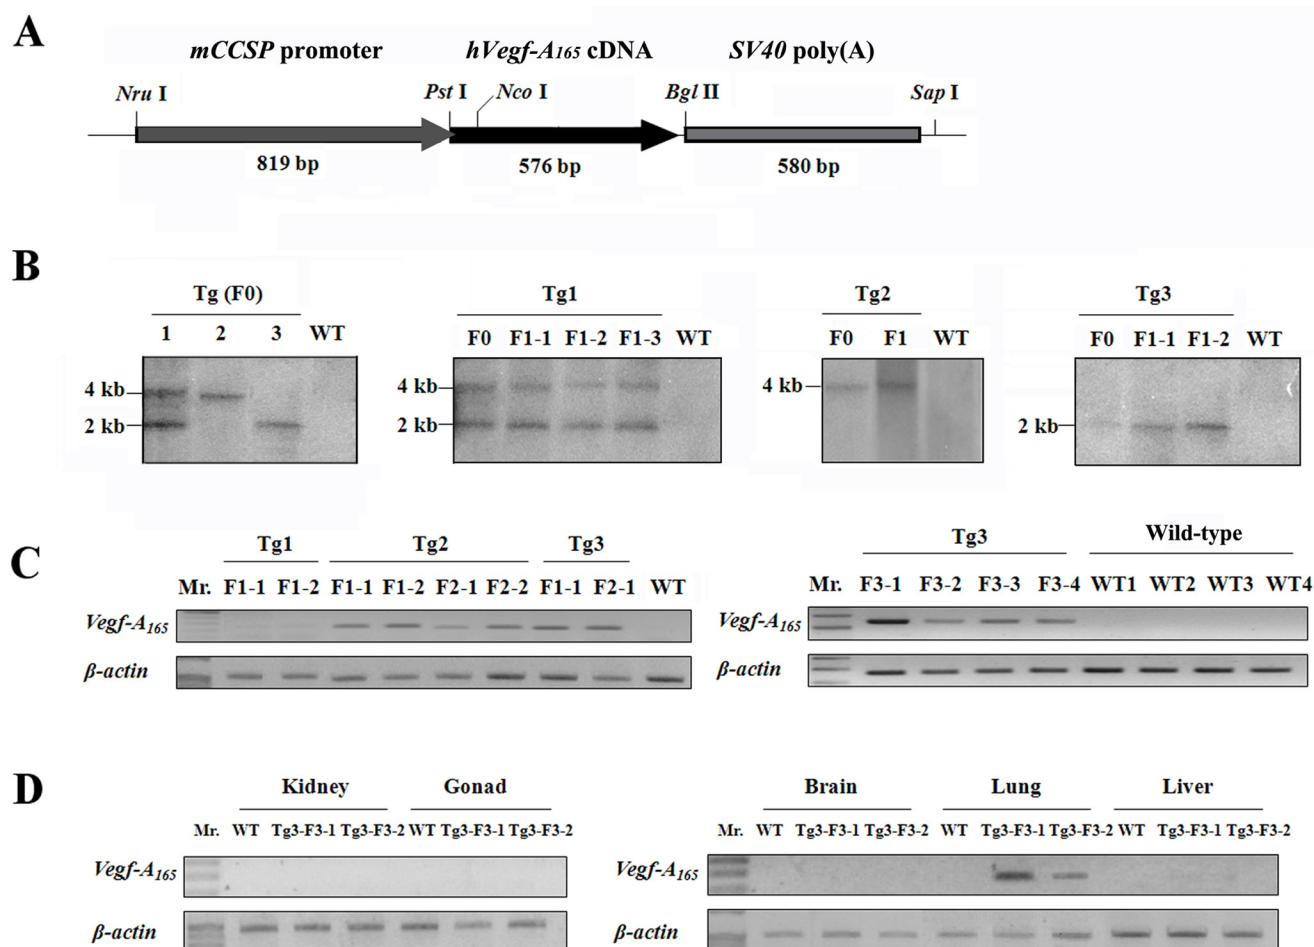 A
mCCSP promoter hVegf-A165 cDNA SV40 poly(A)
Nru I Pst I Nco I Bgl II Sap I
819 bp 576 bp 580 bp
B
Tg (F0) Tg1 Tg2 Tg3
1 2 3 WT F0 F1-1 F1-2 F1-3 WT F0 F1 WT F0 F1-1 F1-2 WT
4 kb 4 kb 4 kb
2 kb 2 kb 2 kb
C
Tg1 Tg2 Tg3
Mr. F1-1 F1-2 F1-1 F1-2 F2-1 F2-2 F1-1 F2-1 WT
Vegf-A165
β-actin
Tg3 Wild-type
Mr. F3-1 F3-2 F3-3 F3-4 WT1 WT2 WT3 WT4
Vegf-A165
β-actin
D
Kidney Gonad
Mr. WT Tg3-F3-1 Tg3-F3-2 WT Tg3-F3-1 Tg3-F3-2
Vegf-A165
β-actin
Brain Lung Liver
Mr. WT Tg3-F3-1 Tg3-F3-2 WT Tg3-F3-1 Tg3-F3-2 WT Tg3-F3-1 Tg3-F3-2
Vegf-A165
β-actin